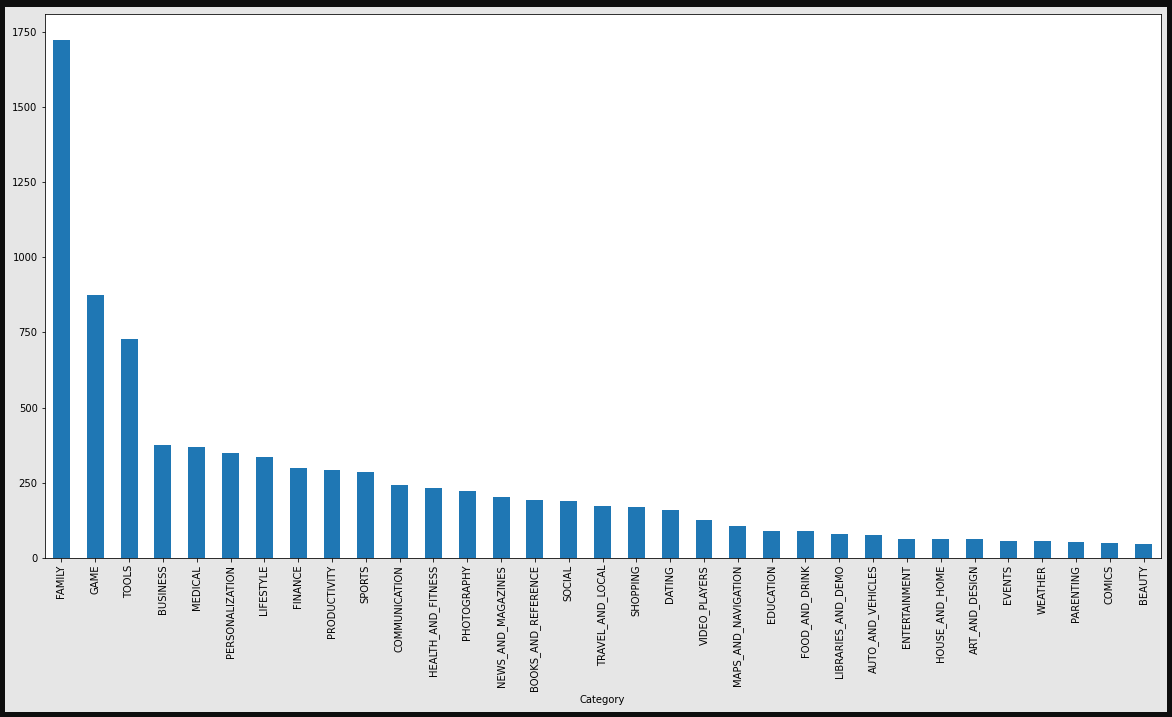 1750
1500
1250
1000
750
500
250
0
FAMILY
GAME
TOOLS
BUSINESS
MEDICAL
PERSONALIZATION
LIFESTYLE
FINANCE
PRODUCTIVITY
SPORTS
COMMUNICATION
HEALTH_AND_FITNESS
PHOTOGRAPHY
NEWS_AND_MAGAZINES
BOOKS_AND_REFERENCE
SOCIAL
TRAVEL_AND_LOCAL
SHOPPING
DATING
VIDEO_PLAYERS
MAPS_AND_NAVIGATION
EDUCATION
FOOD_AND_DRINK
LIBRARIES_AND_DEMO
AUTO_AND_VEHICLES
ENTERTAINMENT
HOUSE_AND_HOME
ART_AND_DESIGN
EVENTS
WEATHER
PARENTING
COMICS
BEAUTY
Category